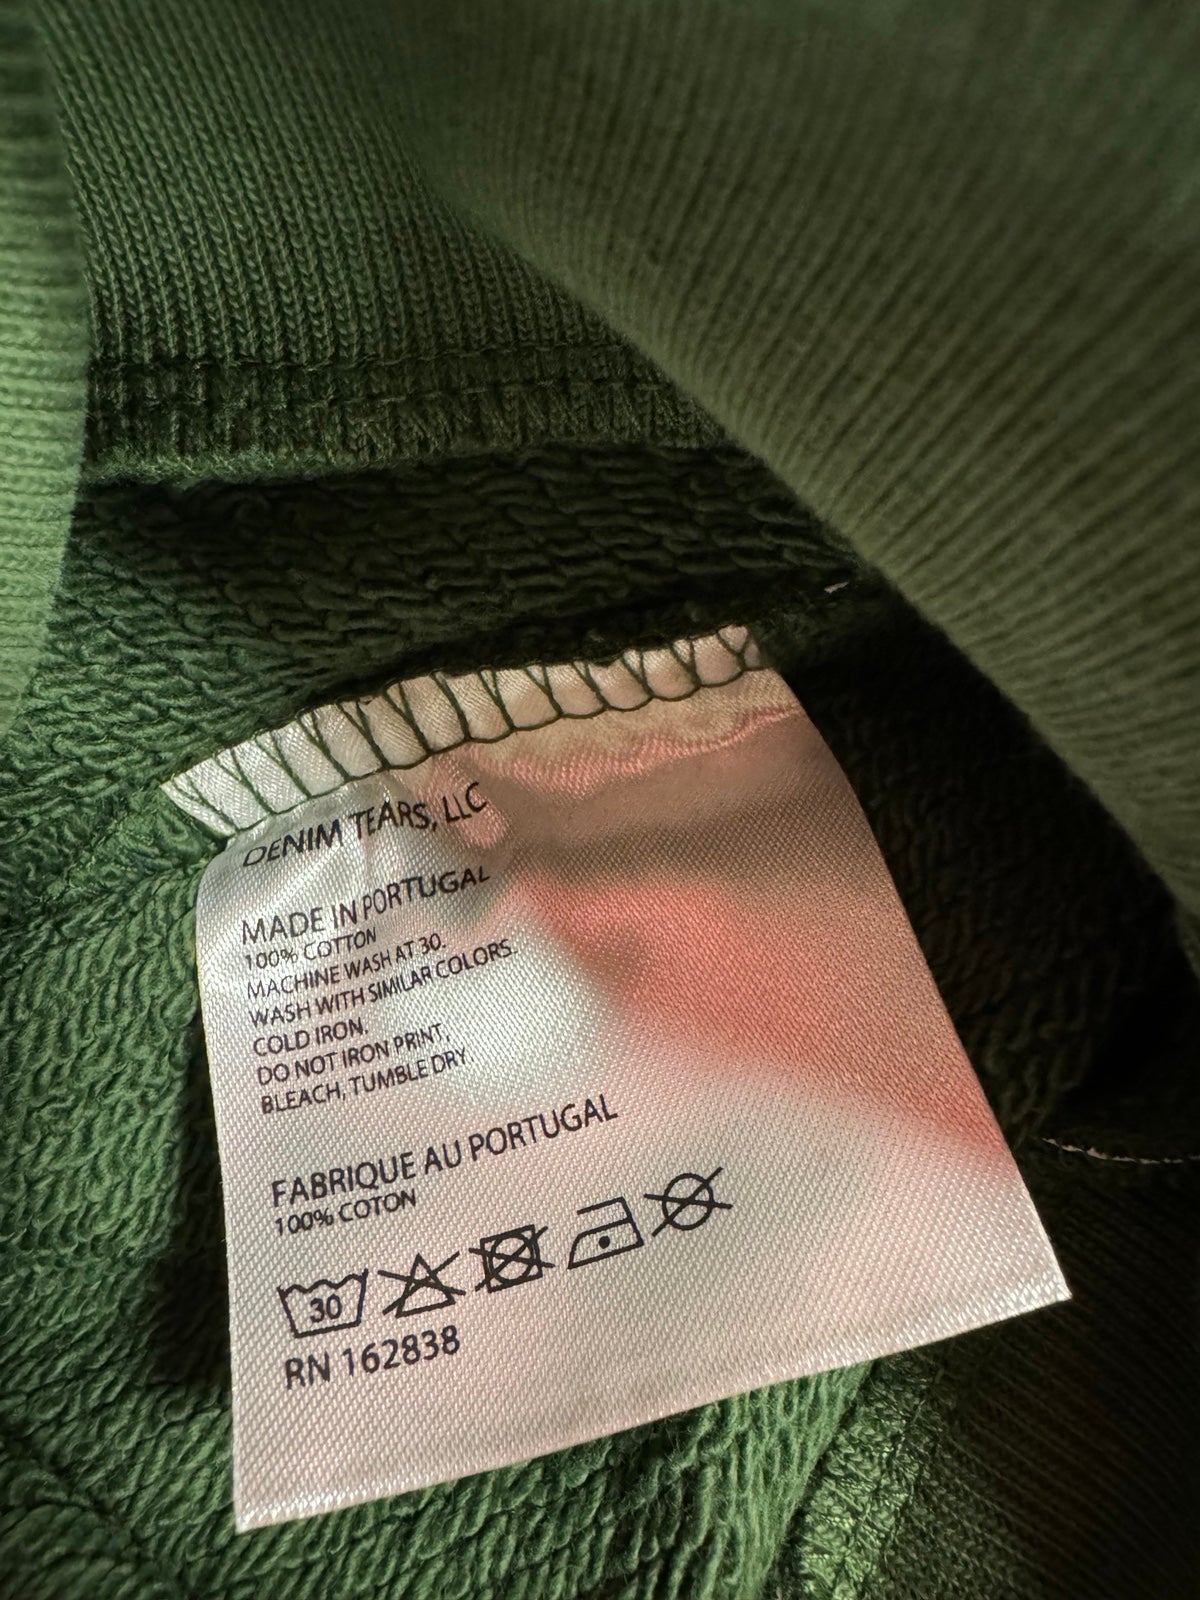 DENIM TEARS, LLC
MADE IN PORTUGAL
100% COTTON
MACHINE WASH AT 30.
WASH WITH SIMILAR COLORS.
COLD IRON.
DO NOT IRON PRINT,
BLEACH, TUMBLE DRY.
FABRIQUE AU PORTUGAL
100% COTON
30
RN 162838